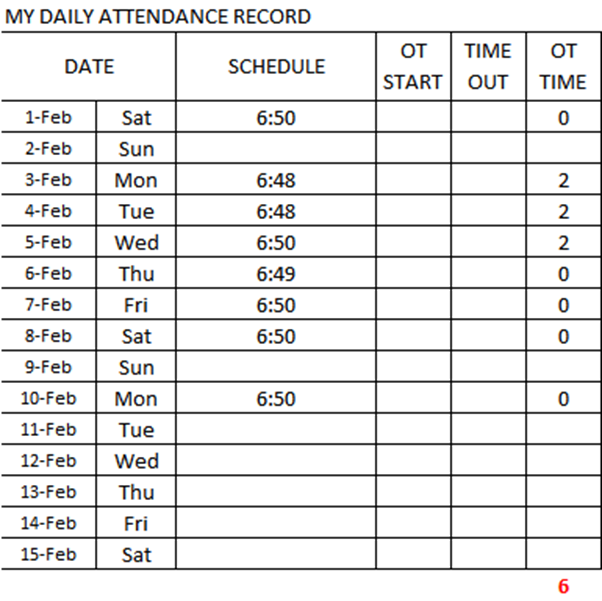 MY DAILY ATTENDANCE RECORD
DATE SCHEDULE OT START TIME OUT OT TIME
1-Feb Sat 6:50 0
2-Feb Sun
3-Feb Mon 6:48 2
4-Feb Tue 6:48 2
5-Feb Wed 6:50 2
6-Feb Thu 6:49 0
7-Feb Fri 6:50 0
8-Feb Sat 6:50 0
9-Feb Sun
10-Feb Mon 6:50 0
11-Feb Tue
12-Feb Wed
13-Feb Thu
14-Feb Fri
15-Feb Sat
6